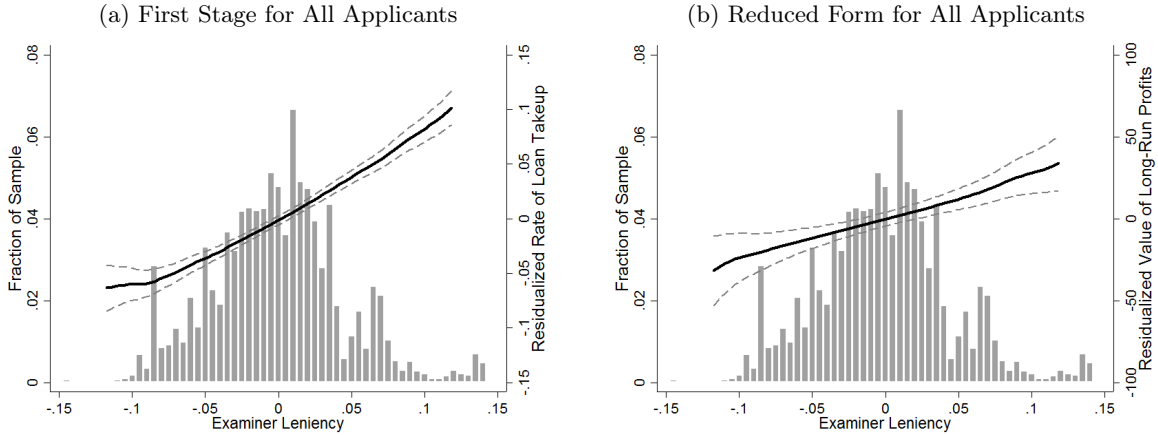 (a) First Stage for All Applicants
Fraction of Sample
0 .02 .04 .06 .08
Residualized Rate of Loan Takeup
-.15 -.1 -.05 0 .05 .1 .15
-.15 -.1 -.05 0 .05 .1 .15
Examiner Leniency
(b) Reduced Form for All Applicants
Fraction of Sample
0 .02 .04 .06 .08
Residualized Value of Long-Run Profits
-100 -50 0 50 100
-.15 -.1 -.05 0 .05 .1 .15
Examiner Leniency